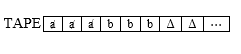 TAPE a a a b b b Δ Δ ...